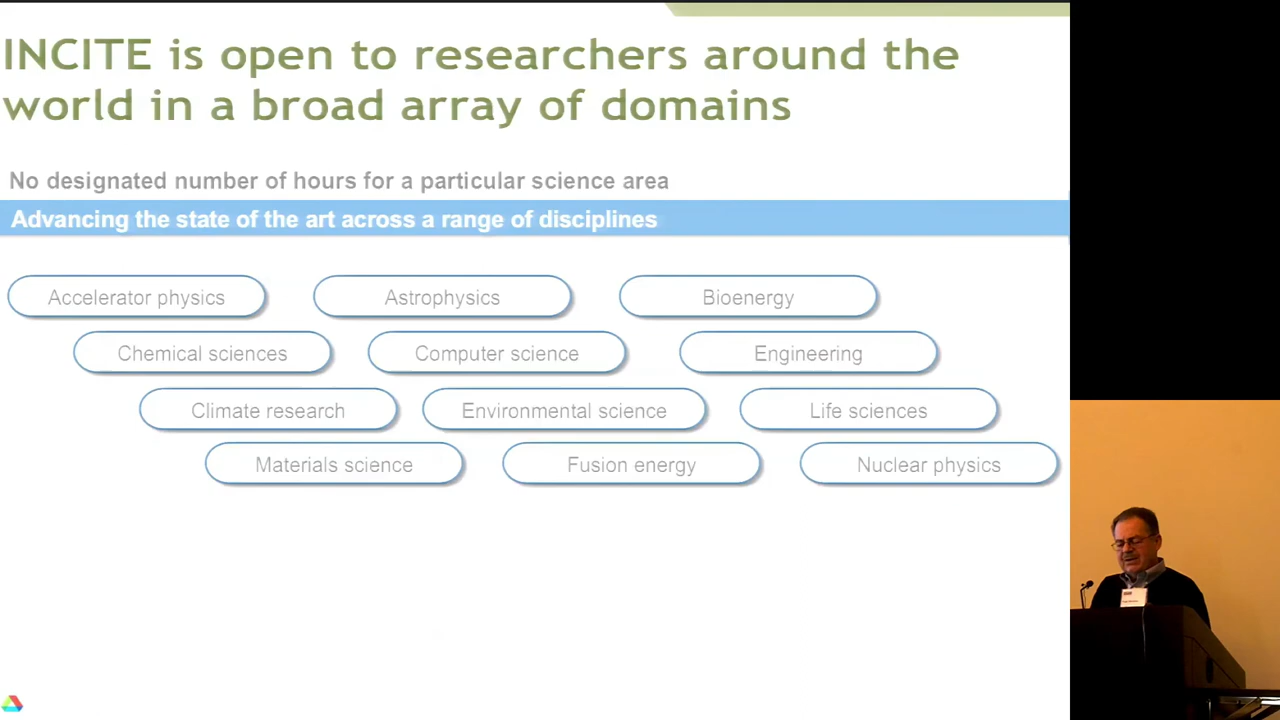 INCITE is open to researchers around the
world in a broad array of domains
No designated number of hours for a particular science area
Advancing the state of the art across a range of disciplines
Accelerator physics
Astrophysics
Bioenergy
Chemical sciences
Computer science
Engineering
Climate research
Environmental science
Life sciences
Materials science
Fusion energy
Nuclear physics